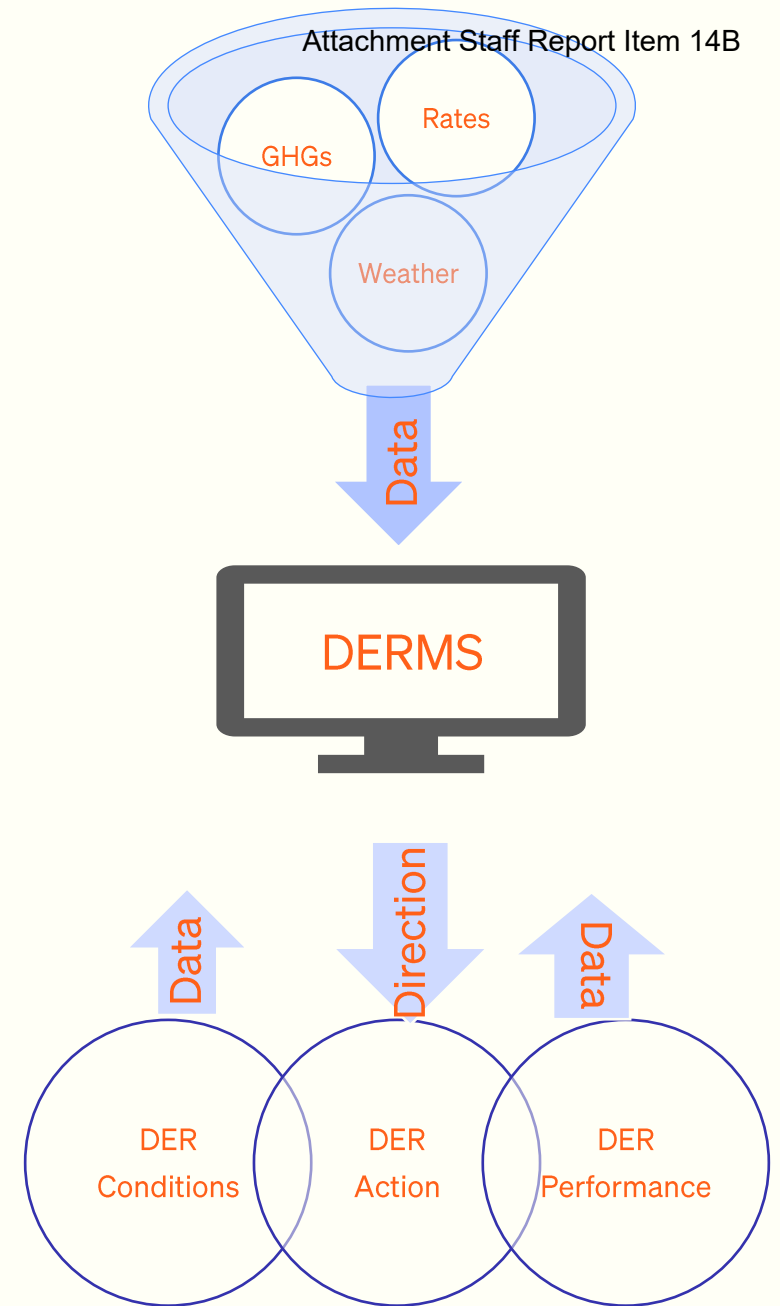 Attachment Staff Report Item 14B
Rates
GHGs
Weather
Data
DERMS
Data
Direction
Data
DER
Conditions
DER
Action
DER
Performance